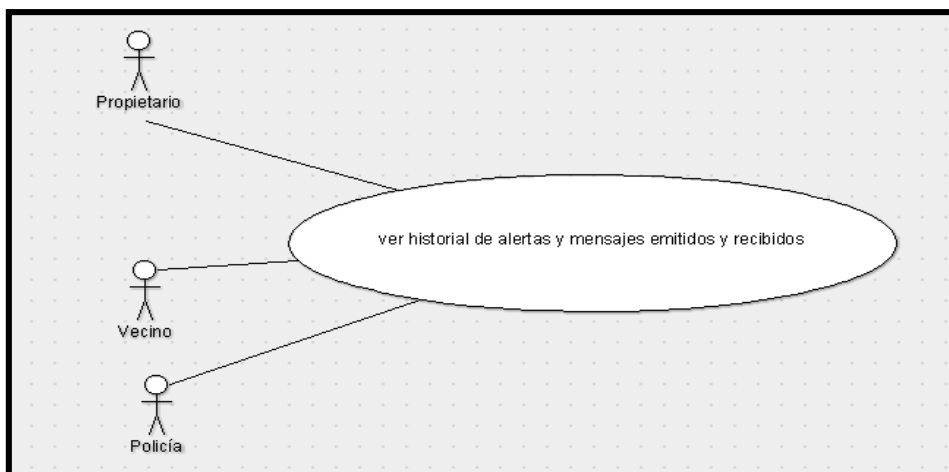 Propietario
ver historial de alertas y mensajes emitidos y recibidos
Vecino
Policía